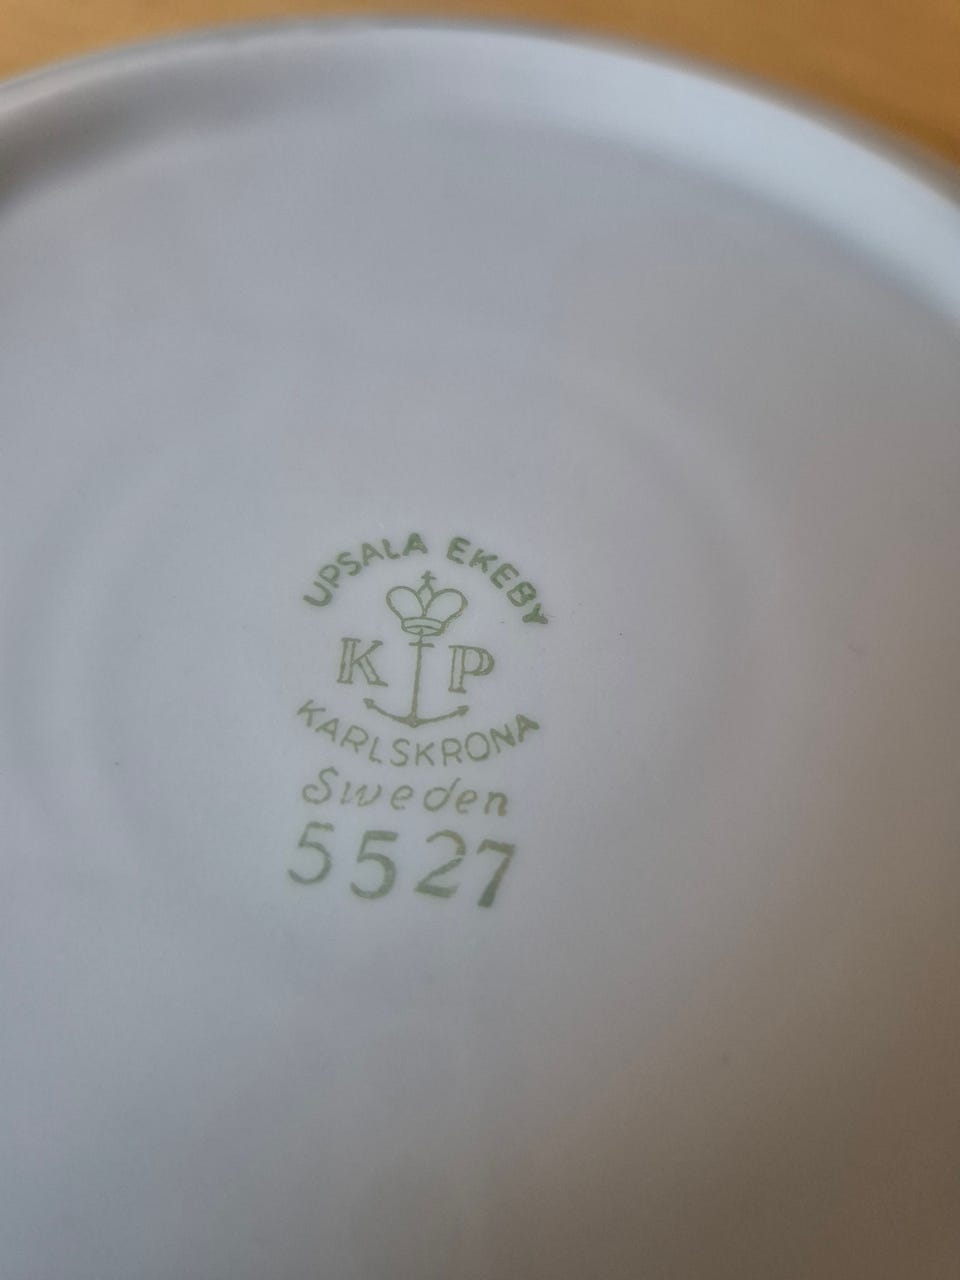 UPSALA EKEBY
K P
KARLSKRONA
Sweden
5527